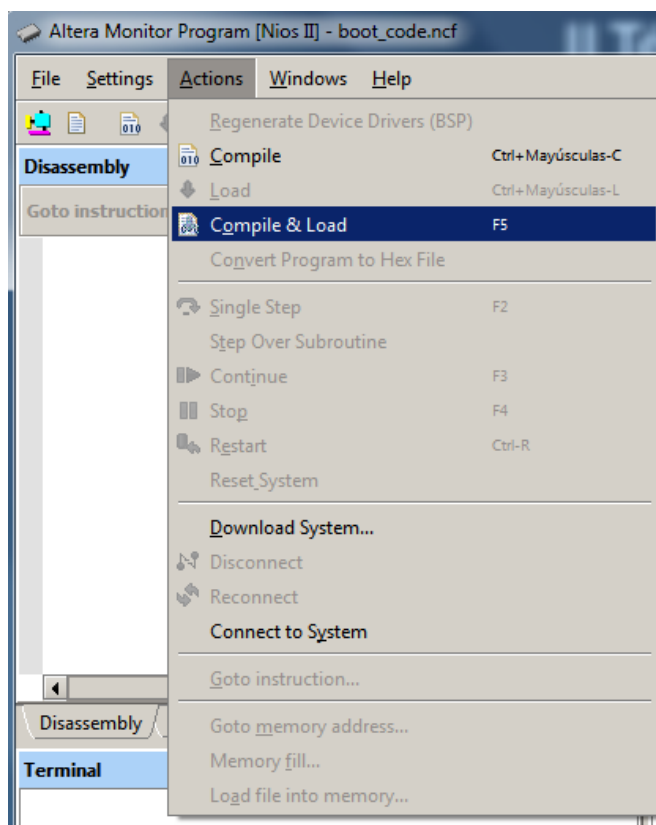 Altera Monitor Program [Nios II] - boot_code.ncf
File Settings Actions Windows Help
Regenerate Device Drivers (BSP)
Disassembly
Compile Ctrl+Mayúsculas-C
Load Ctrl+Mayúsculas-L
Goto instruction
Compile & Load F5
Convert Program to Hex File
Single Step F2
Step Over Subroutine
Continue F3
Stop F4
Restart Ctrl-R
Reset System
Download System...
Disconnect
Reconnect
Connect to System
Goto instruction...
Disassembly
Goto memory address...
Memory fill...
Terminal
Load file into memory...